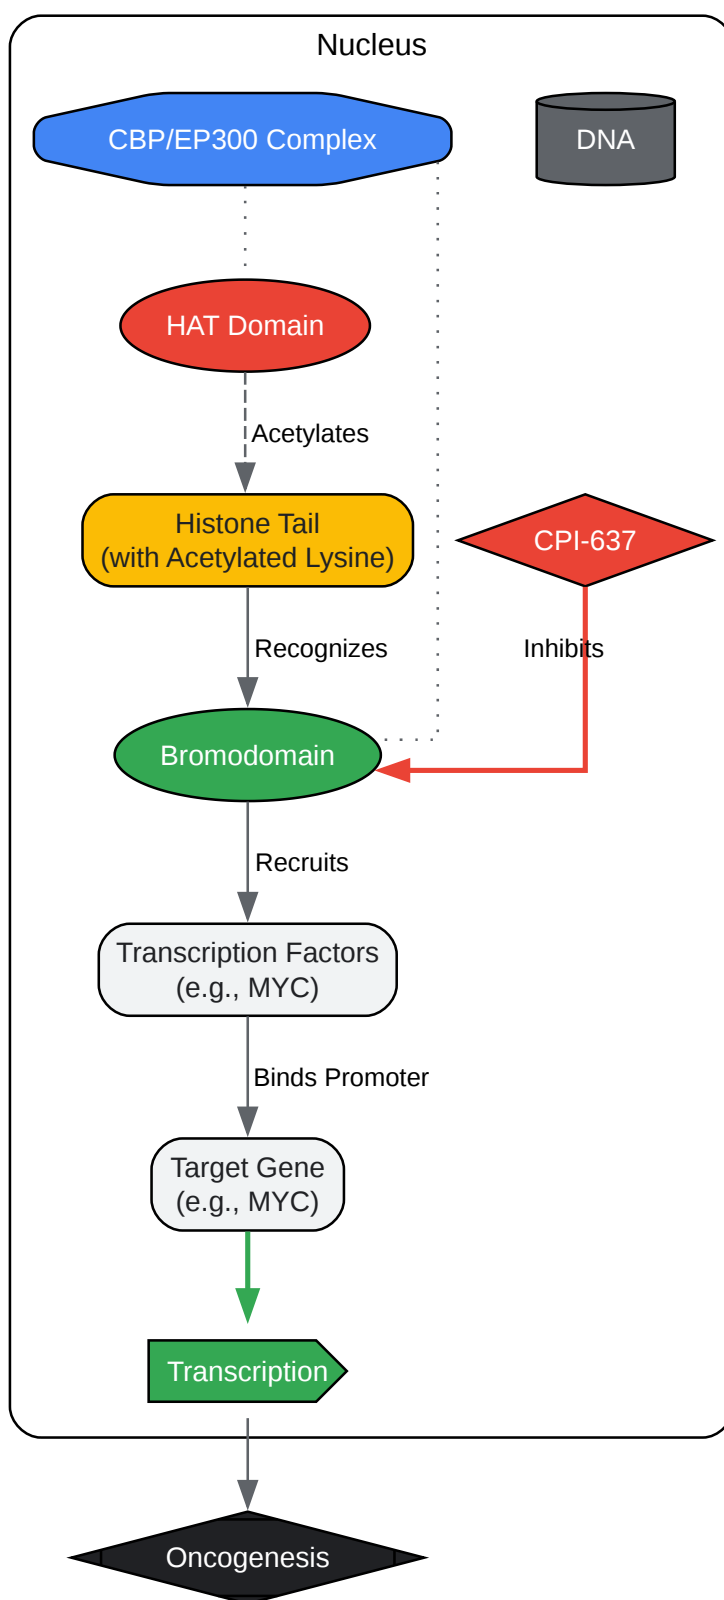 Nucleus
CBP/EP300 Complex
DNA
HAT Domain
Acetylates
Histone Tail
(with Acetylated Lysine)
CPI-637
Recognizes
Inhibits
Bromodomain
Recruits
Transcription Factors
(e.g., MYC)
Binds Promoter
Target Gene
(e.g., MYC)
Transcription
Oncogenesis